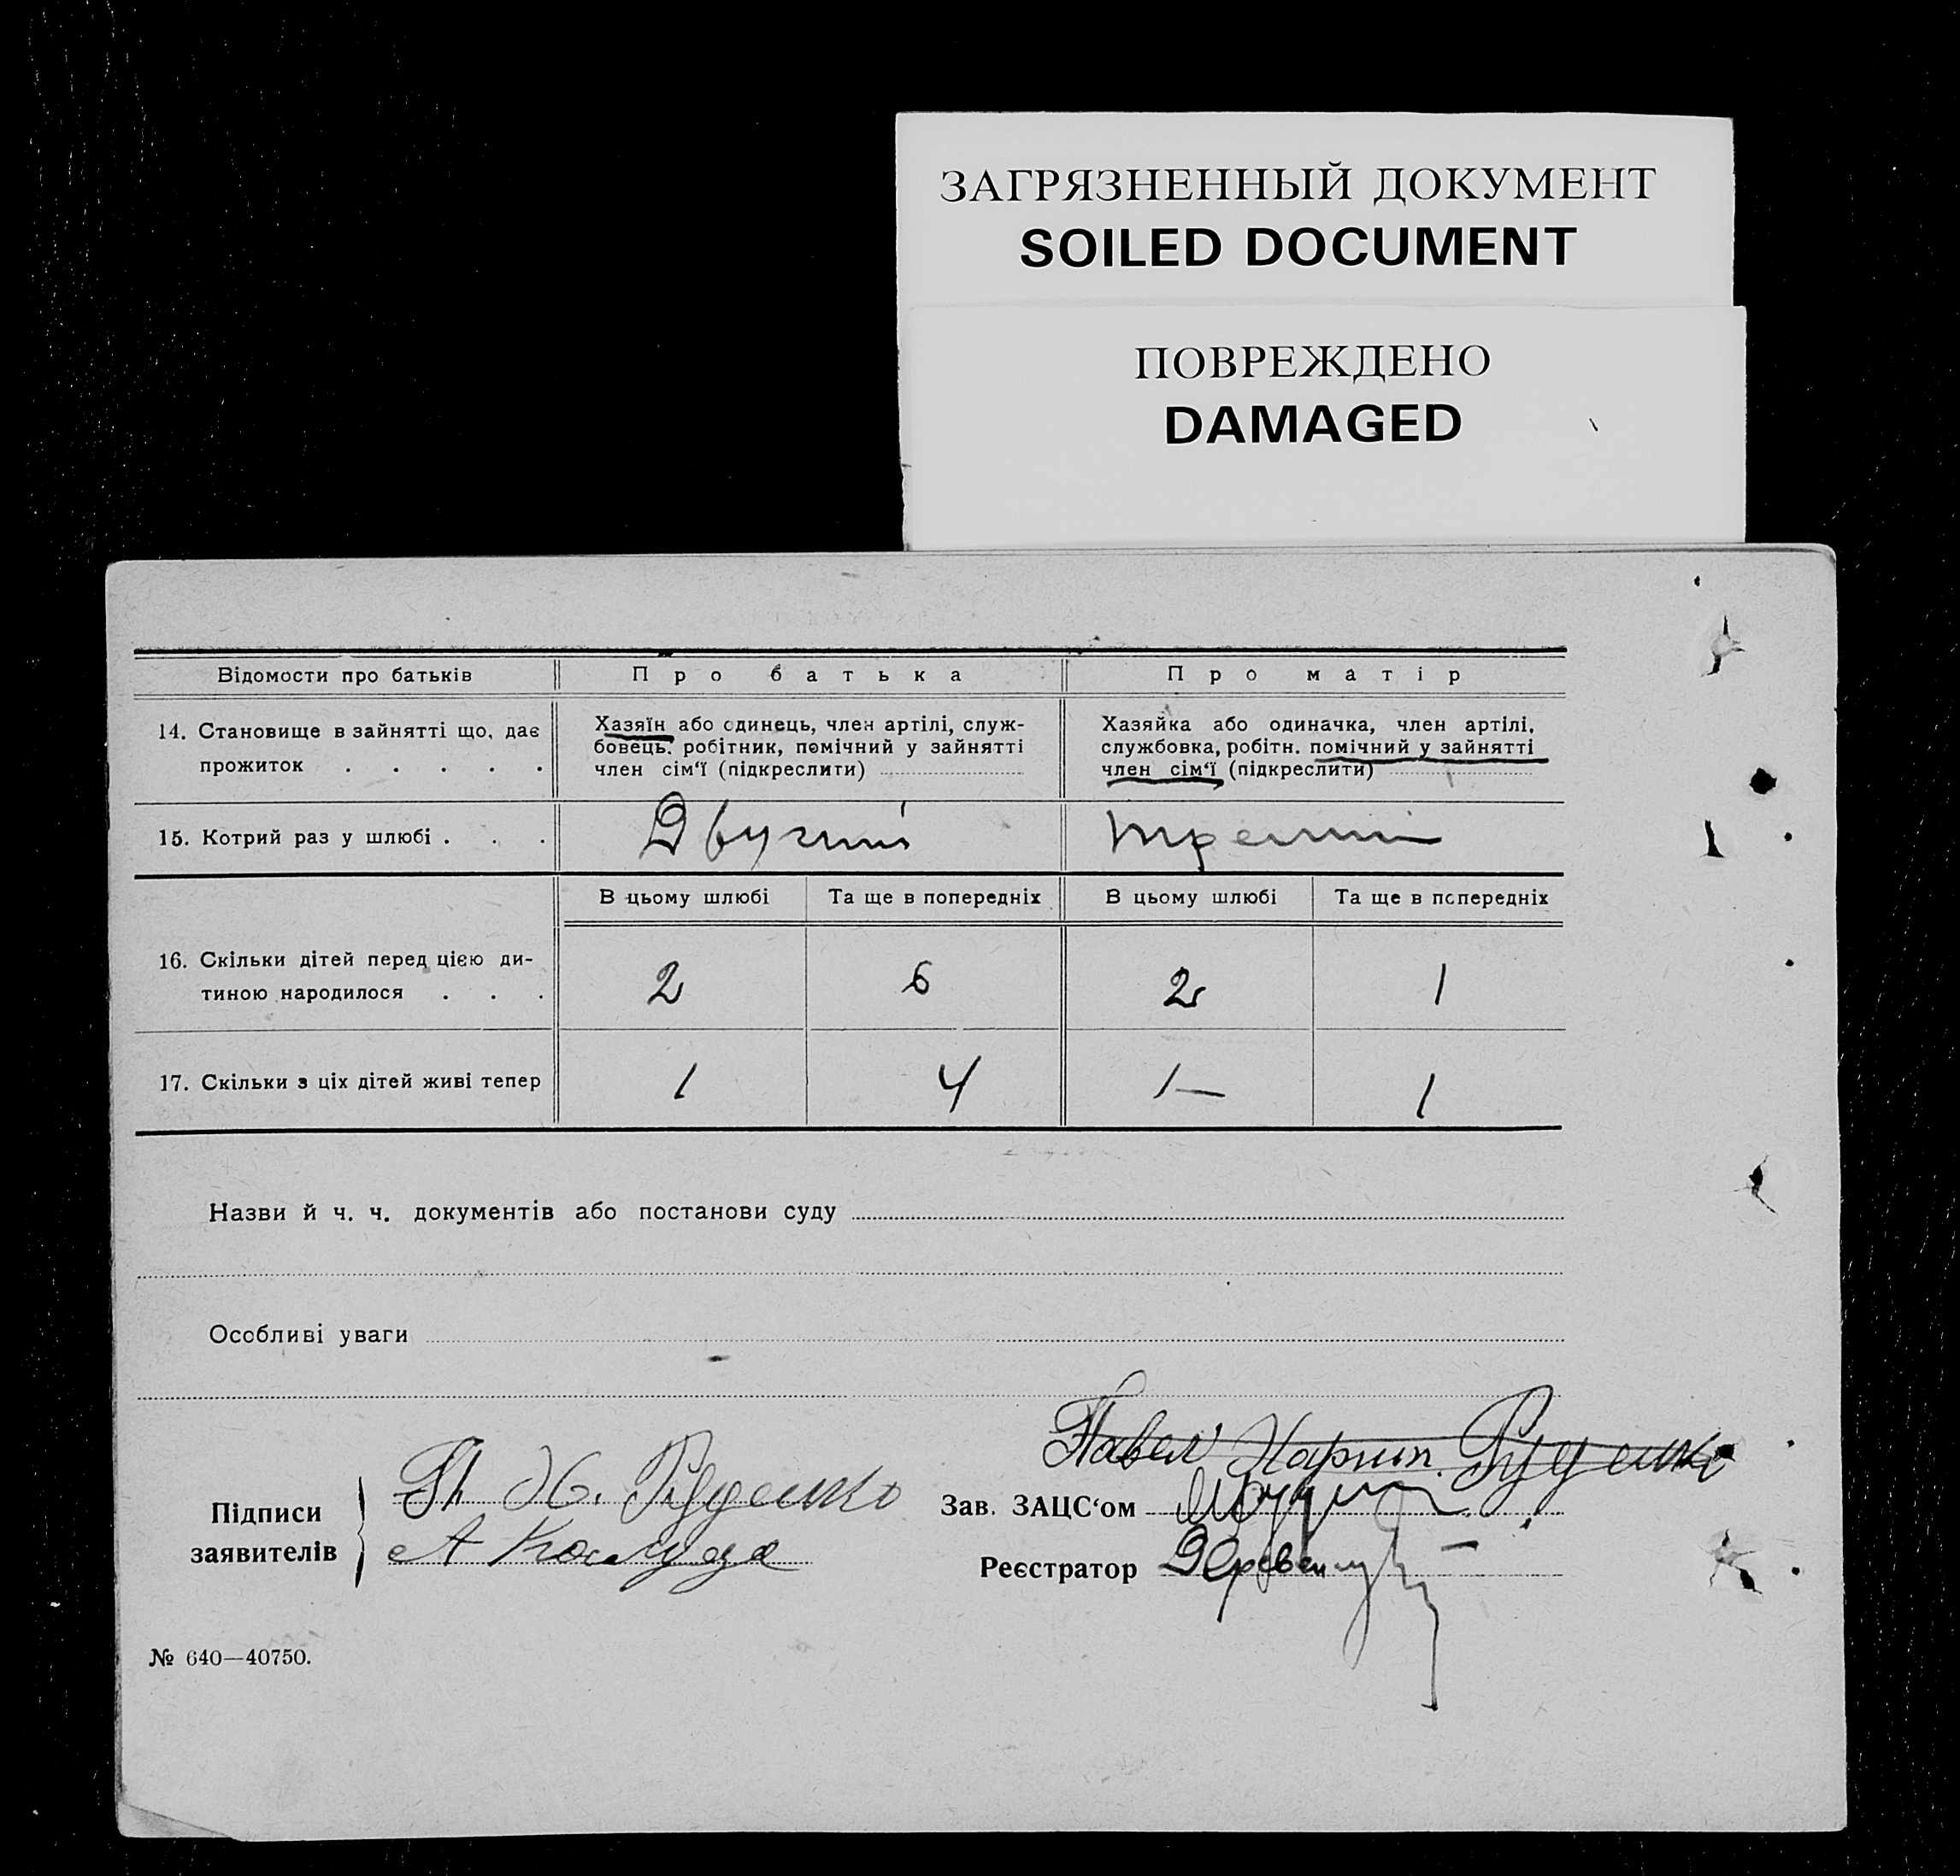 ЗАГРЯЗНЕННЫЙ ДОКУМЕНТ
SOILED DOCUMENT
ПОВРЕЖДЕНО
DAMAGED
Відомости про батьків
Про батька
Про матір
14. Становище в зайнятті що, дає
прожиток . . . . .
Хазяїн або одинець, член артілі, служ-
бовець. робітник, помічний у зайнятті
член сім‘ї (підкреслити)
Хазяйка або одиначка, член артілі,
службовка, робітн. помічний у зайнятті
член сім‘ї (підкреслити)
15. Котрий раз у шлюбі . . .
третий
В цьому шлюбі
Та ще в попередніх
В цьому шлюбі
Та ще в попередніх
16. Скільки дітей перед цією ди-
тиною народилося . . .
2
6
2
1
17. Скільки з ціх дітей живі тепер
1
4
1—
1
Назви й ч. ч. документів або постанови суду
Особливі уваги
Павел Карпов. Руденко
Підписи
заявителів
Руденко
А
Зав. ЗАЦС‘ом
Реєстратор
№ 640—40750.